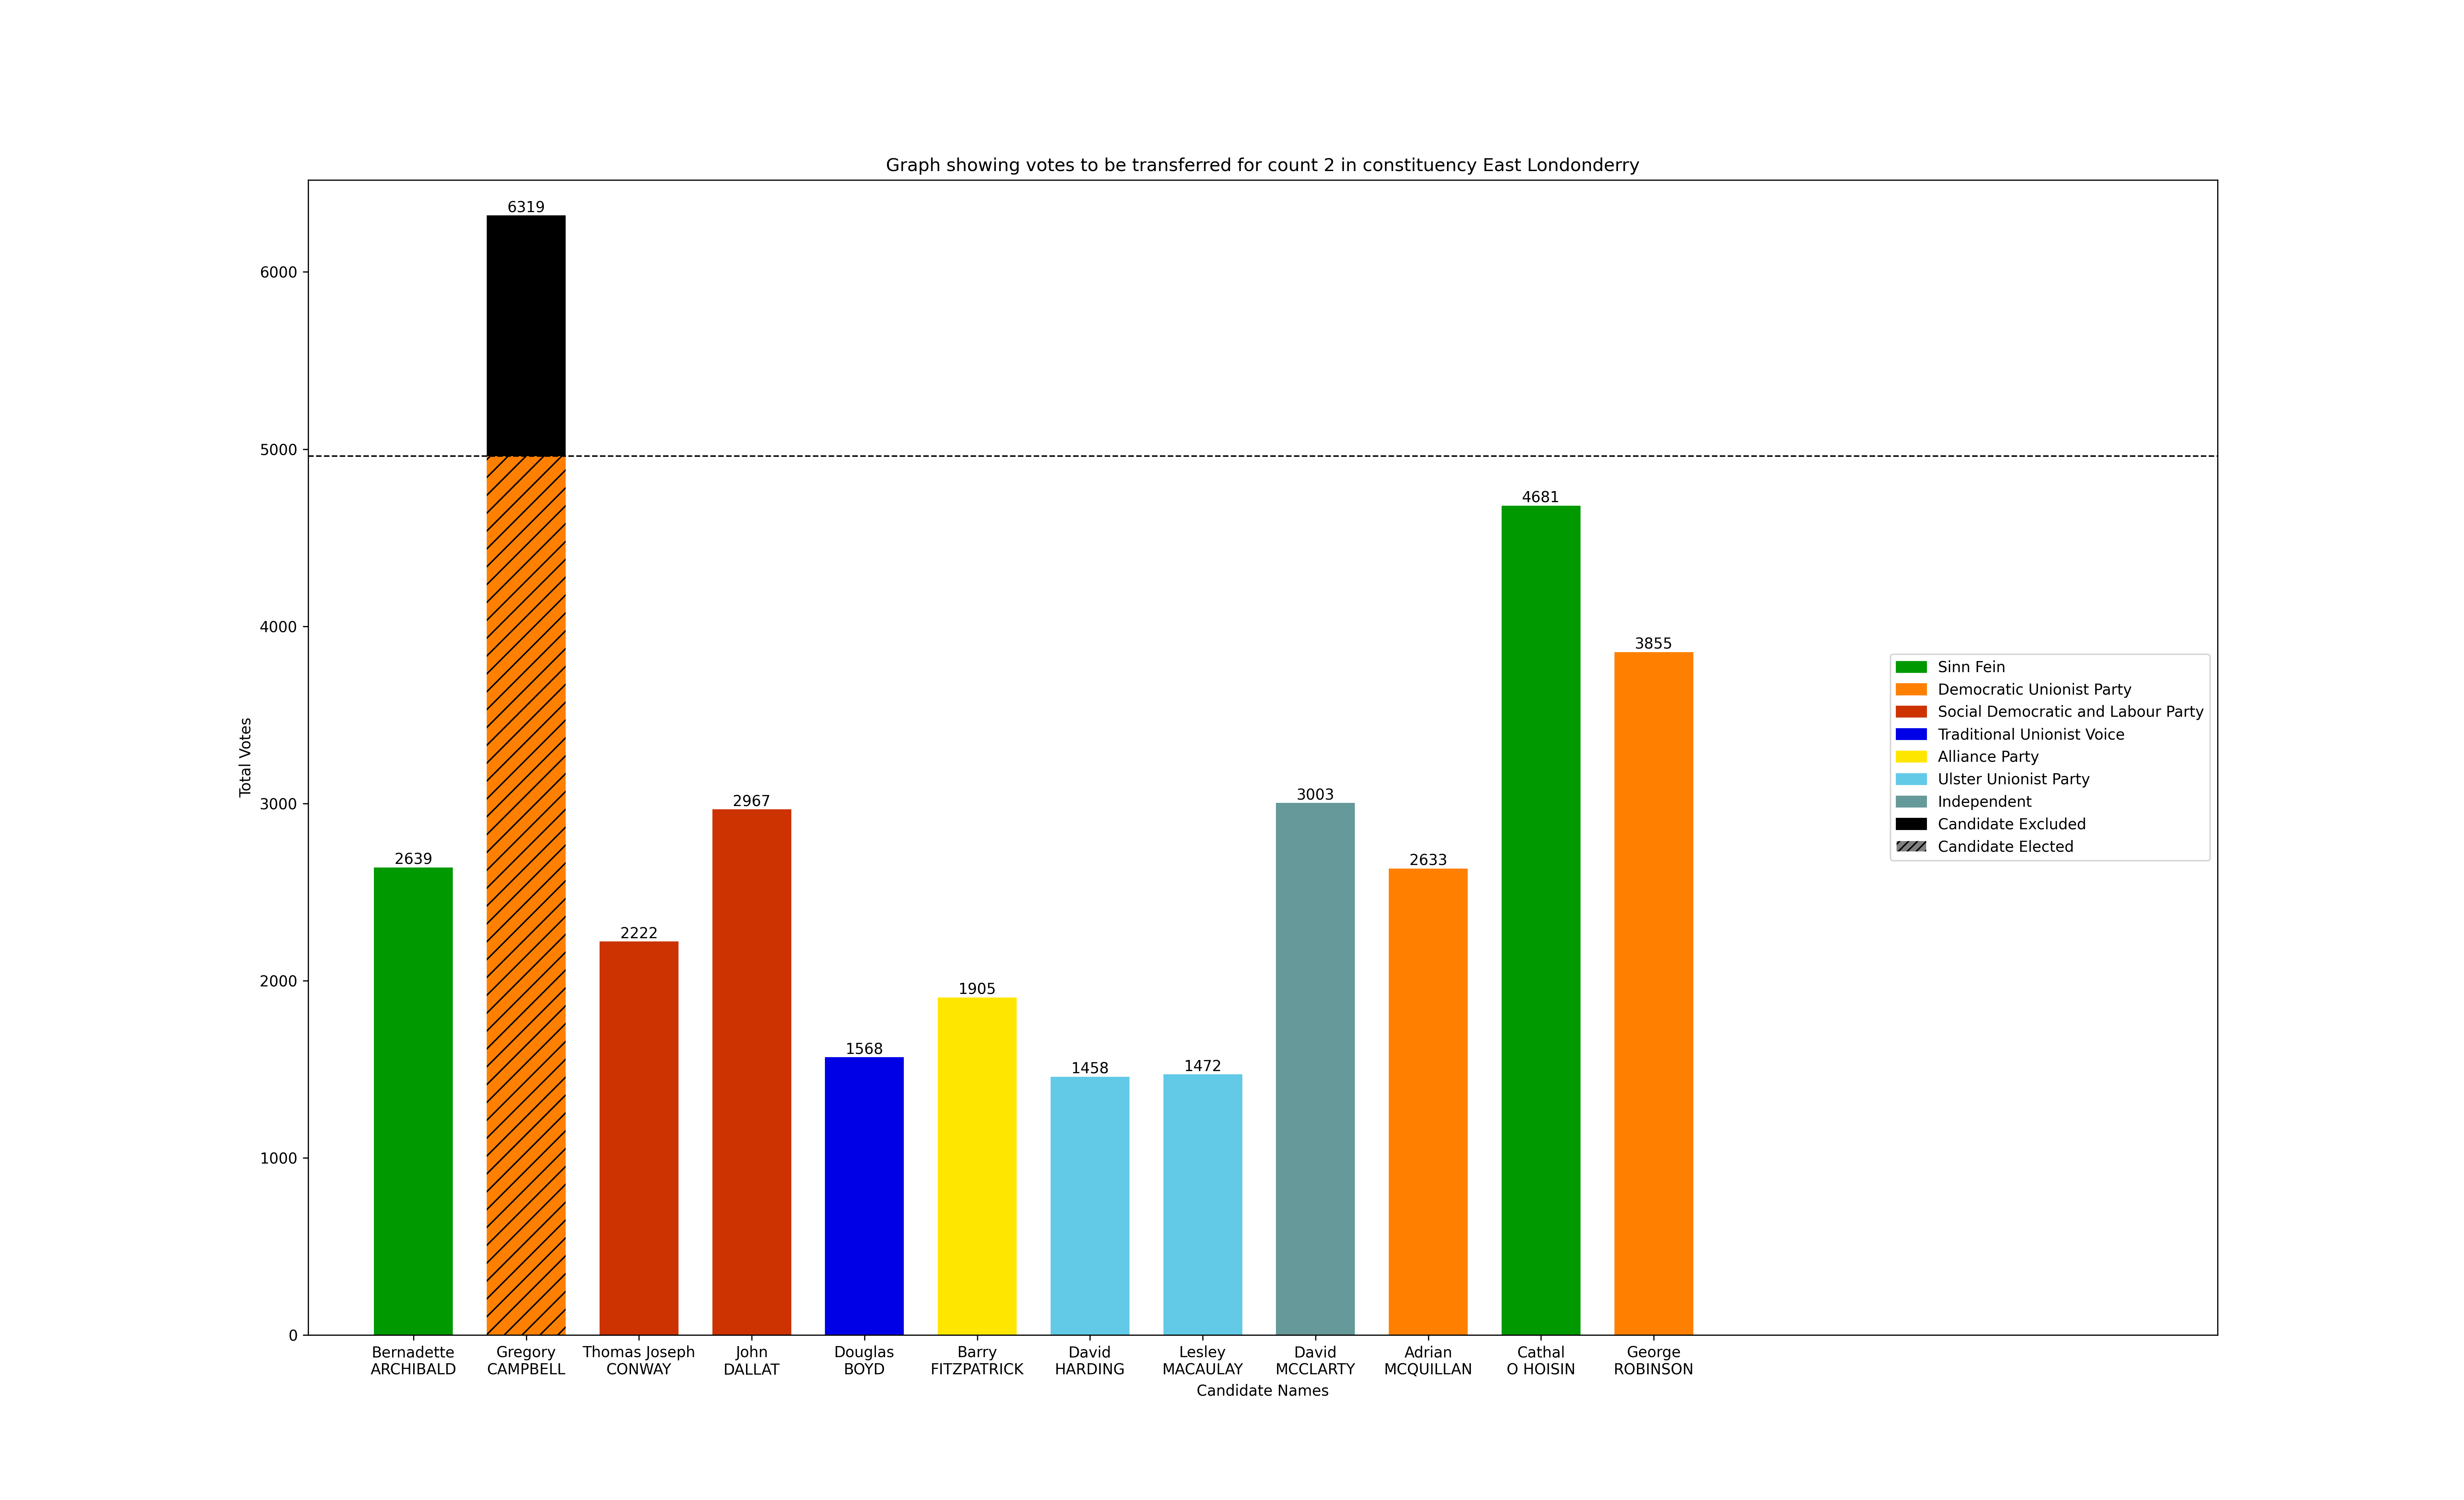 Graph showing votes to be transferred for count 2 in constituency East Londonderry
6319
6000
5000
4681
4000
3855
3000
3003
2967
2639
2633
2222
2000
1905
1568
1458
1472
1000
0
Total Votes
Sinn Fein
Democratic Unionist Party
Social Democratic and Labour Party
Traditional Unionist Voice
Alliance Party
Ulster Unionist Party
Independent
Candidate Excluded
Candidate Elected
Bernadette
ARCHIBALD
Gregory
CAMPBELL
Thomas Joseph
CONWAY
John
DALLAT
Douglas
BOYD
Barry
FITZPATRICK
David
HARDING
Lesley
MACAULAY
David
MCCLARTY
Adrian
MCQUILLAN
Cathal
O HOISIN
George
ROBINSON
Candidate Names